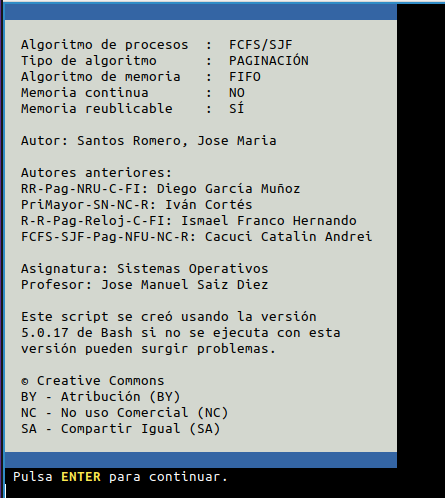 Algoritmo de procesos : FCFS/SJF
Tipo de algoritmo : PAGINACIÓN
Algoritmo de memoria : FIFO
Memoria continua : NO
Memoria reublicable : SÍ
Autor: Santos Romero, Jose Maria
Autores anteriores:
RR-Pag-NRU-C-FI: Diego García Muñoz
PriMayor-SN-NC-R: Iván Cortés
R-R-Pag-Reloj-C-FI: Ismael Franco Hernando
FCFS-SJF-Pag-NFU-NC-R: Cacuci Catalin Andrei
Asignatura: Sistemas Operativos
Profesor: Jose Manuel Saiz Diez
Este script se creó usando la versión
5.0.17 de Bash si no se ejecuta con esta
versión pueden surgir problemas.
© Creative Commons
BY - Atribución (BY)
NC - No uso Comercial (NC)
SA - Compartir Igual (SA)
Pulsa ENTER para continuar.